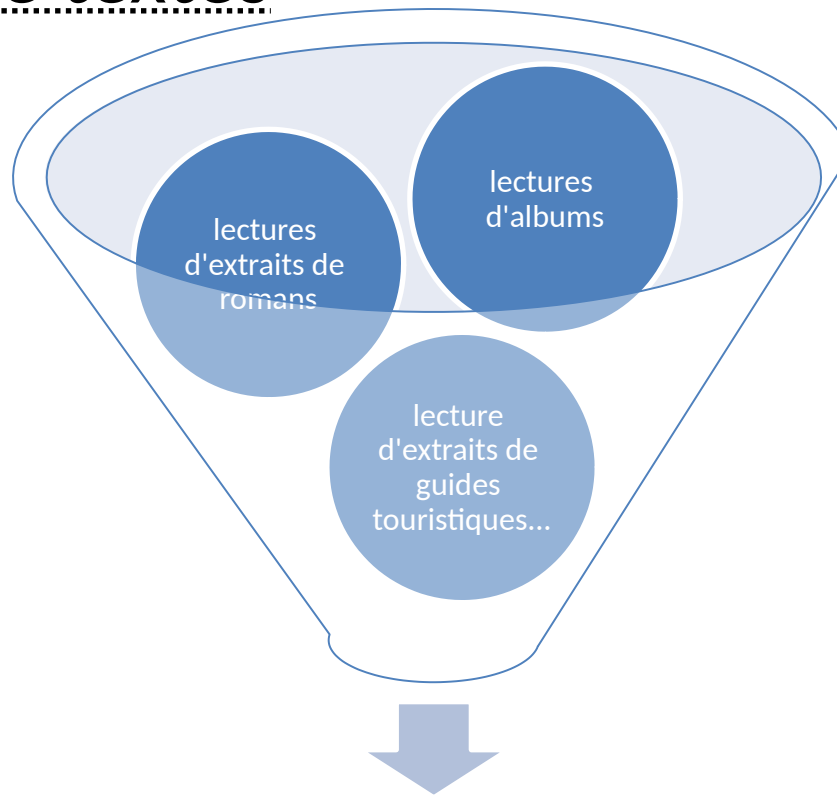 lectures
d'albums
lectures
d'extraits de
romans
lecture
d'extraits de
guides
touristiques...